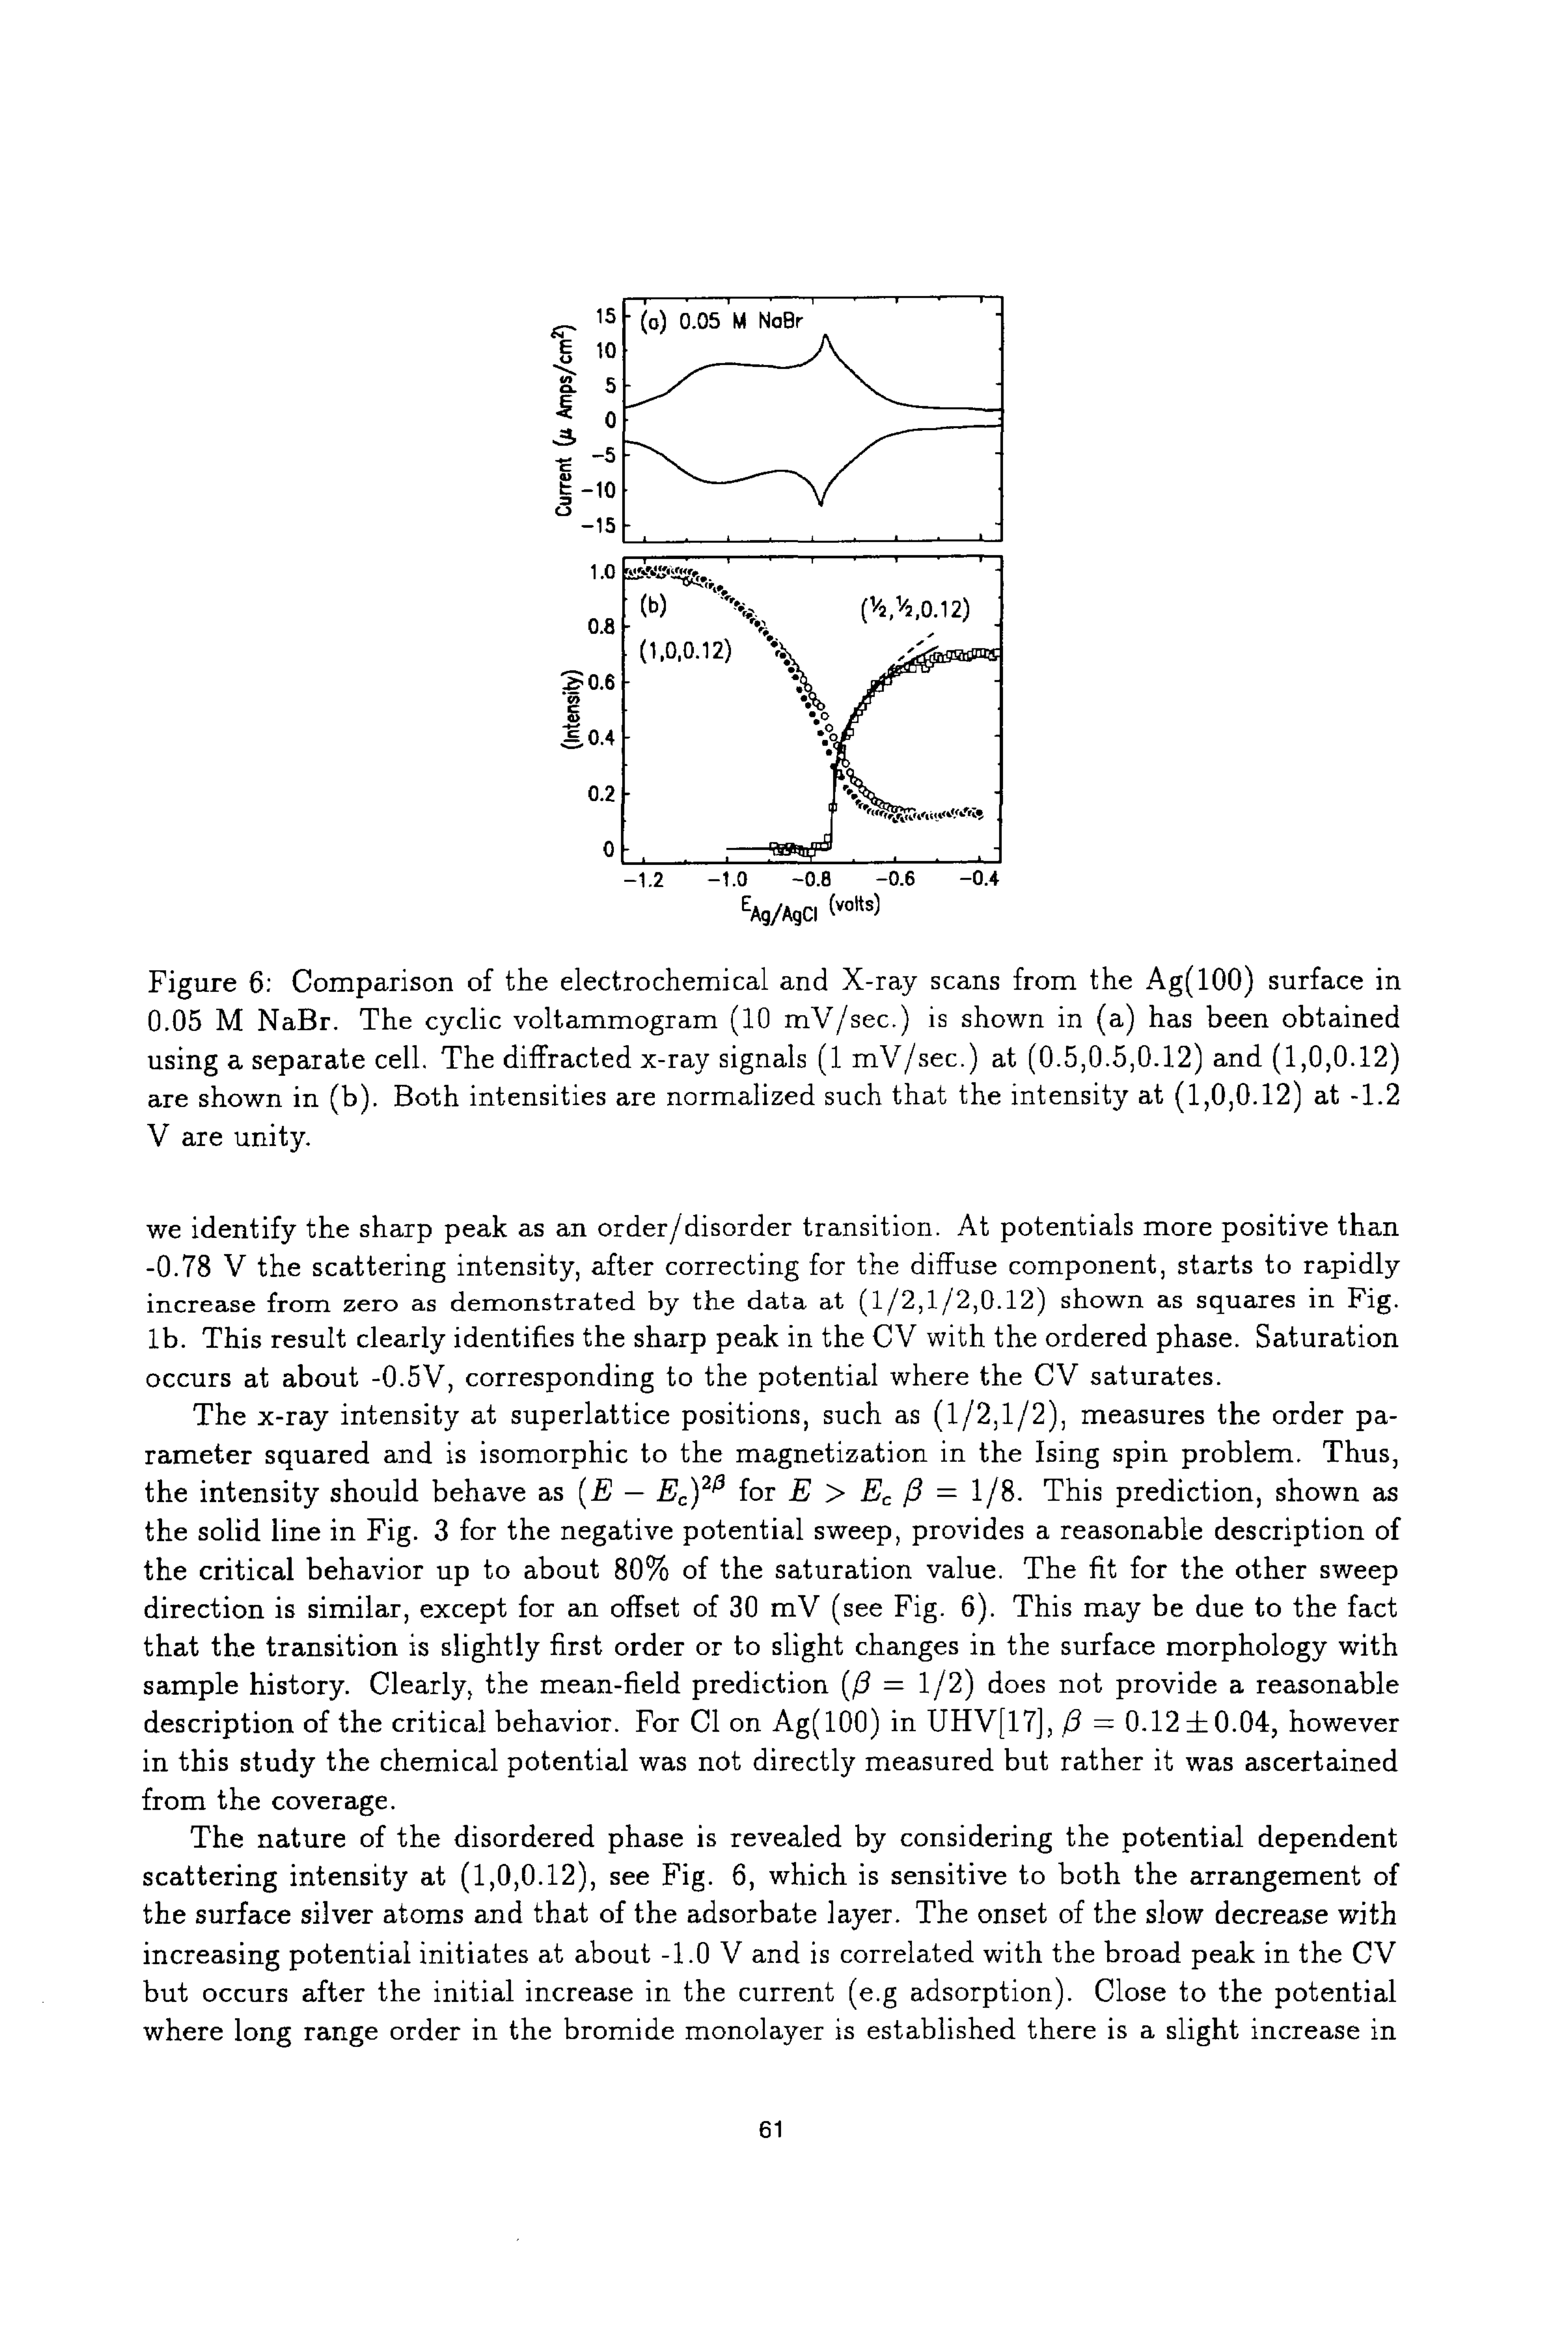 15
(a) 0.05 M NaBr
10
5
0
-5
-10
-15
Current (μ Amps/cm²)
1.0
(b)
(½,½,0.12)
0.8
(1,0,0.12)
0.6
0.4
0.2
0
(Intensity)
-1.2 -1.0 -0.8 -0.6 -0.4
E_Ag/AgCl (volts)
Figure 6: Comparison of the electrochemical and X-ray scans from the Ag(100) surface in
0.05 M NaBr. The cyclic voltammogram (10 mV/sec.) is shown in (a) has been obtained
using a separate cell. The diffracted x-ray signals (1 mV/sec.) at (0.5,0.5,0.12) and (1,0,0.12)
are shown in (b). Both intensities are normalized such that the intensity at (1,0,0.12) at -1.2
V are unity.
we identify the sharp peak as an order/disorder transition. At potentials more positive than
-0.78 V the scattering intensity, after correcting for the diffuse component, starts to rapidly
increase from zero as demonstrated by the data at (1/2,1/2,0.12) shown as squares in Fig.
1b. This result clearly identifies the sharp peak in the CV with the ordered phase. Saturation
occurs at about -0.5V, corresponding to the potential where the CV saturates.
The x-ray intensity at superlattice positions, such as (1/2,1/2), measures the order pa-
rameter squared and is isomorphic to the magnetization in the Ising spin problem. Thus,
the intensity should behave as (E − E_c)^{2β} for E > E_c β = 1/8. This prediction, shown as
the solid line in Fig. 3 for the negative potential sweep, provides a reasonable description of
the critical behavior up to about 80% of the saturation value. The fit for the other sweep
direction is similar, except for an offset of 30 mV (see Fig. 6). This may be due to the fact
that the transition is slightly first order or to slight changes in the surface morphology with
sample history. Clearly, the mean-field prediction (β = 1/2) does not provide a reasonable
description of the critical behavior. For Cl on Ag(100) in UHV[17], β = 0.12±0.04, however
in this study the chemical potential was not directly measured but rather it was ascertained
from the coverage.
The nature of the disordered phase is revealed by considering the potential dependent
scattering intensity at (1,0,0.12), see Fig. 6, which is sensitive to both the arrangement of
the surface silver atoms and that of the adsorbate layer. The onset of the slow decrease with
increasing potential initiates at about -1.0 V and is correlated with the broad peak in the CV
but occurs after the initial increase in the current (e.g adsorption). Close to the potential
where long range order in the bromide monolayer is established there is a slight increase in
61